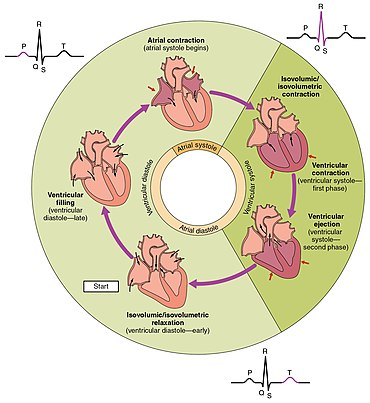 R
P
T
Q
S
R
P
T
Q
S
Atrial contraction
(atrial systole begins)
Isovolumic/isovolumetric
contraction
Ventricular
contraction
(ventricular systole—
first phase)
Ventricular
ejection
(ventricular
systole—
second phase)
Isovolumic/isovolumetric
relaxation
(ventricular diastole—early)
Start
Ventricular
filling
(ventricular
diastole—late)
Atrial systole
Ventricular systole
Atrial diastole
Ventricular diastole
R
P
T
Q
S